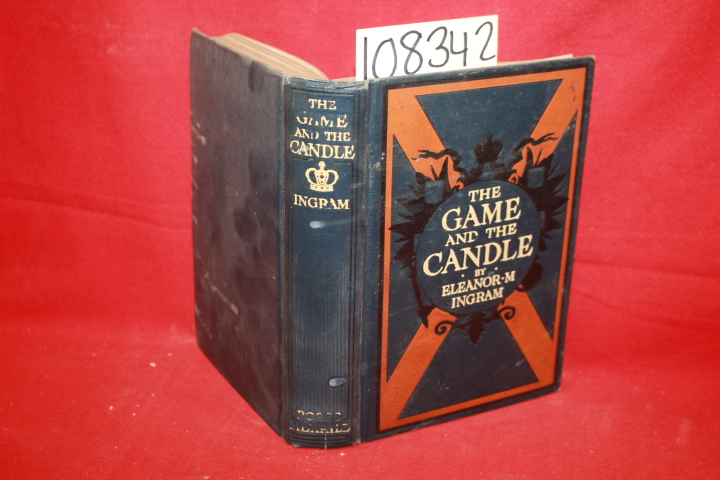 108342
THE
GAME
AND THE
CANDLE
INGRAM
THE
GAME
AND THE
CANDLE
· BY ·
ELEANOR·M
INGRAM